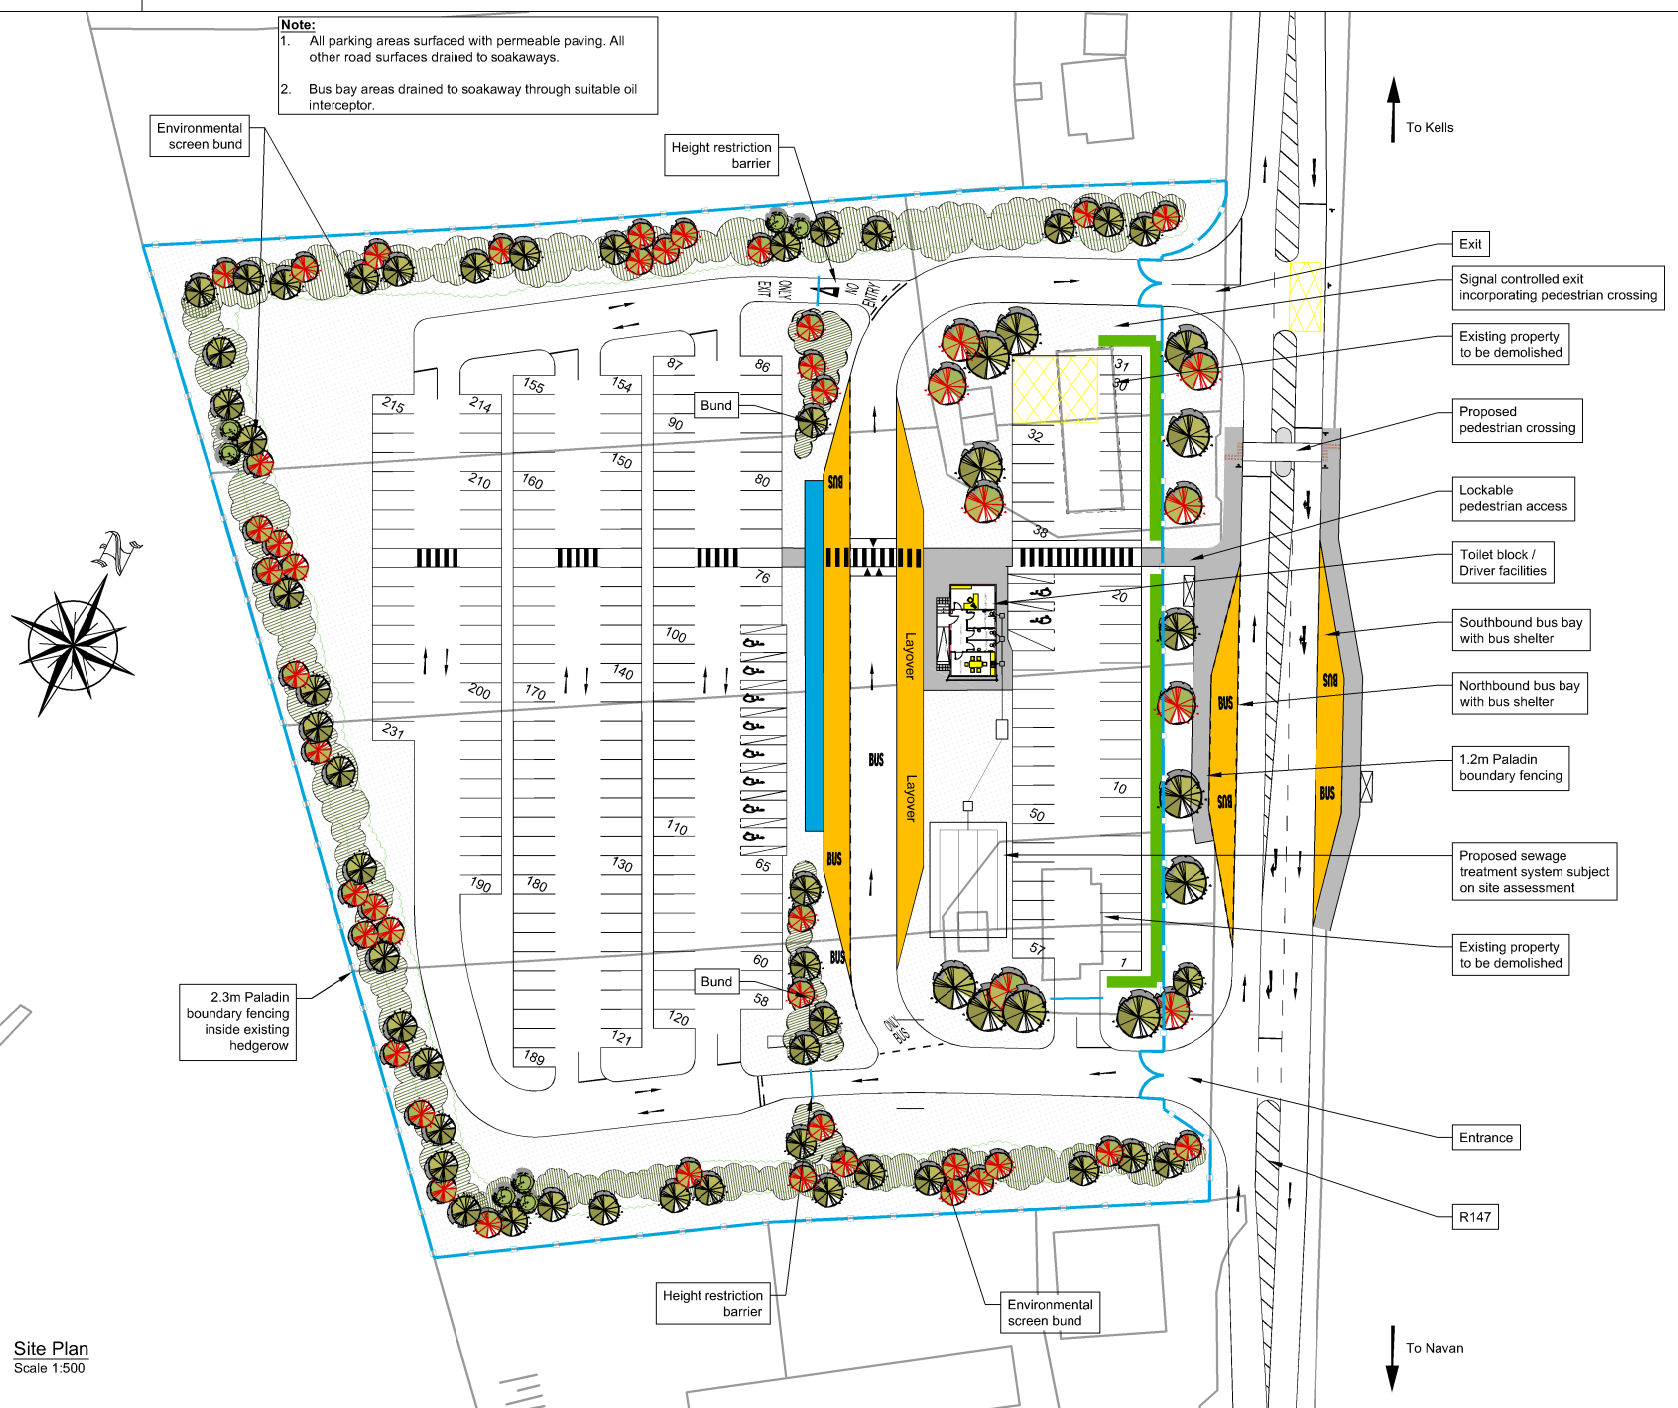 Note:
1. All parking areas surfaced with permeable paving. All
other road surfaces drained to soakaways.
2. Bus bay areas drained to soakaway through suitable oil
interceptor.
Environmental
screen bund
Height restriction
barrier
To Kells
Exit
Signal controlled exit
incorporating pecestrian crossing
Existing property
to be demolished
Proposed
pedestrian crossing
Lockable
pedestrian access
Toilet block /
Driver facilities
Southbound bus bay
with bus shelter
Northbound bus bay
with bus shelter
1.2m Paladin
boundary fencing
Proposed sewage
treatment system subject
on site assessment
Existing property
to be demolished
Entrance
R147
To Navan
EXIT
ONLY
NO
ENTRY
Bund
215
214
155
154
87
86
90
150
210
160
80
76
100
140
200
170
231
110
65
130
190
180
60
58
120
121
189
31
30
32
38
20
10
50
57
1
BUS
BUS
BUS
BUS
Layover
Layover
BUS
BUS
BUS
BUS
ONLY
BUS
Bund
2.3m Paladin
boundary fencing
inside existing
hedgerow
Height restriction
barrier
Environmental
screen bund
N
Site Plan
Scale 1:500